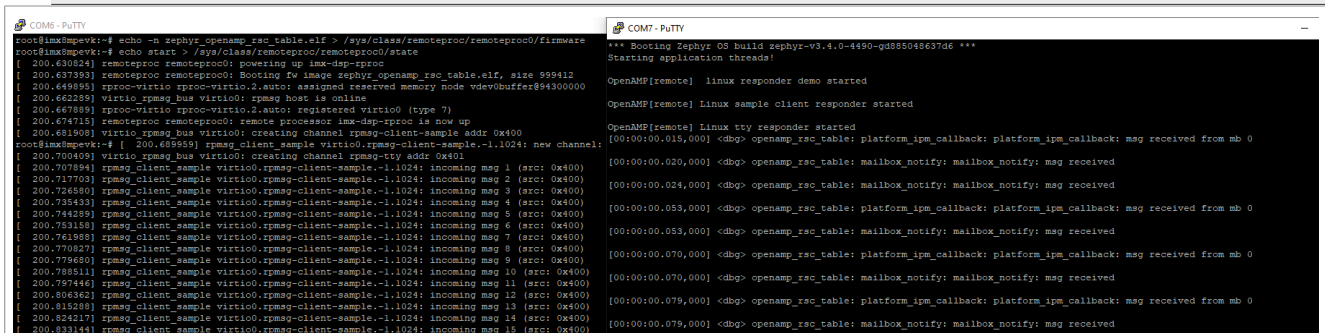 COM6 - PuTTY
root@imx8mpevk:~# echo -n zephyr_openamp_rsc_table.elf > /sys/class/remoteproc/remoteproc0/firmware
root@imx8mpevk:~# echo start > /sys/class/remoteproc/remoteproc0/state
[  200.630824] remoteproc remoteproc0: powering up imx-dsp-rproc
[  200.637393] remoteproc remoteproc0: Booting fw image zephyr_openamp_rsc_table.elf, size 999412
[  200.649895] rproc-virtio rproc-virtio.2.auto: assigned reserved memory node vdev0buffer@94300000
[  200.662289] virtio_rpmsg_bus virtio0: rpmsg host is online
[  200.667889] rproc-virtio rproc-virtio.2.auto: registered virtio0 (type 7)
[  200.674715] remoteproc remoteproc0: remote processor imx-dsp-rproc is now up
[  200.681908] virtio_rpmsg_bus virtio0: creating channel rpmsg-client-sample addr 0x400
root@imx8mpevk:~# [  200.689959] rpmsg_client_sample virtio0.rpmsg-client-sample.-1.1024: new channel:
[  200.700409] virtio_rpmsg_bus virtio0: creating channel rpmsg-tty addr 0x401
[  200.707894] rpmsg_client_sample virtio0.rpmsg-client-sample.-1.1024: incoming msg 1 (src: 0x400)
[  200.717703] rpmsg_client_sample virtio0.rpmsg-client-sample.-1.1024: incoming msg 2 (src: 0x400)
[  200.726580] rpmsg_client_sample virtio0.rpmsg-client-sample.-1.1024: incoming msg 3 (src: 0x400)
[  200.735433] rpmsg_client_sample virtio0.rpmsg-client-sample.-1.1024: incoming msg 4 (src: 0x400)
[  200.744289] rpmsg_client_sample virtio0.rpmsg-client-sample.-1.1024: incoming msg 5 (src: 0x400)
[  200.753158] rpmsg_client_sample virtio0.rpmsg-client-sample.-1.1024: incoming msg 6 (src: 0x400)
[  200.761988] rpmsg_client_sample virtio0.rpmsg-client-sample.-1.1024: incoming msg 7 (src: 0x400)
[  200.770827] rpmsg_client_sample virtio0.rpmsg-client-sample.-1.1024: incoming msg 8 (src: 0x400)
[  200.779680] rpmsg_client_sample virtio0.rpmsg-client-sample.-1.1024: incoming msg 9 (src: 0x400)
[  200.788511] rpmsg_client_sample virtio0.rpmsg-client-sample.-1.1024: incoming msg 10 (src: 0x400)
[  200.797446] rpmsg_client_sample virtio0.rpmsg-client-sample.-1.1024: incoming msg 11 (src: 0x400)
[  200.806362] rpmsg_client_sample virtio0.rpmsg-client-sample.-1.1024: incoming msg 12 (src: 0x400)
[  200.815288] rpmsg_client_sample virtio0.rpmsg-client-sample.-1.1024: incoming msg 13 (src: 0x400)
[  200.824217] rpmsg_client_sample virtio0.rpmsg-client-sample.-1.1024: incoming msg 14 (src: 0x400)
[  200.833144] rpmsg_client_sample virtio0.rpmsg-client-sample.-1.1024: incoming msg 15 (src: 0x400)
COM7 - PuTTY
*** Booting Zephyr OS build zephyr-v3.4.0-4490-gd885048637d6 ***
Starting application threads!
OpenAMP[remote]  linux responder demo started
OpenAMP[remote] Linux sample client responder started
OpenAMP[remote] Linux tty responder started
[00:00:00.015,000] <dbg> openamp_rsc_table: platform_ipm_callback: platform_ipm_callback: msg received from mb 0
[00:00:00.020,000] <dbg> openamp_rsc_table: mailbox_notify: mailbox_notify: msg received
[00:00:00.024,000] <dbg> openamp_rsc_table: mailbox_notify: mailbox_notify: msg received
[00:00:00.053,000] <dbg> openamp_rsc_table: platform_ipm_callback: platform_ipm_callback: msg received from mb 0
[00:00:00.053,000] <dbg> openamp_rsc_table: mailbox_notify: mailbox_notify: msg received
[00:00:00.070,000] <dbg> openamp_rsc_table: platform_ipm_callback: platform_ipm_callback: msg received from mb 0
[00:00:00.070,000] <dbg> openamp_rsc_table: mailbox_notify: mailbox_notify: msg received
[00:00:00.079,000] <dbg> openamp_rsc_table: platform_ipm_callback: platform_ipm_callback: msg received from mb 0
[00:00:00.079,000] <dbg> openamp_rsc_table: mailbox_notify: mailbox_notify: msg received